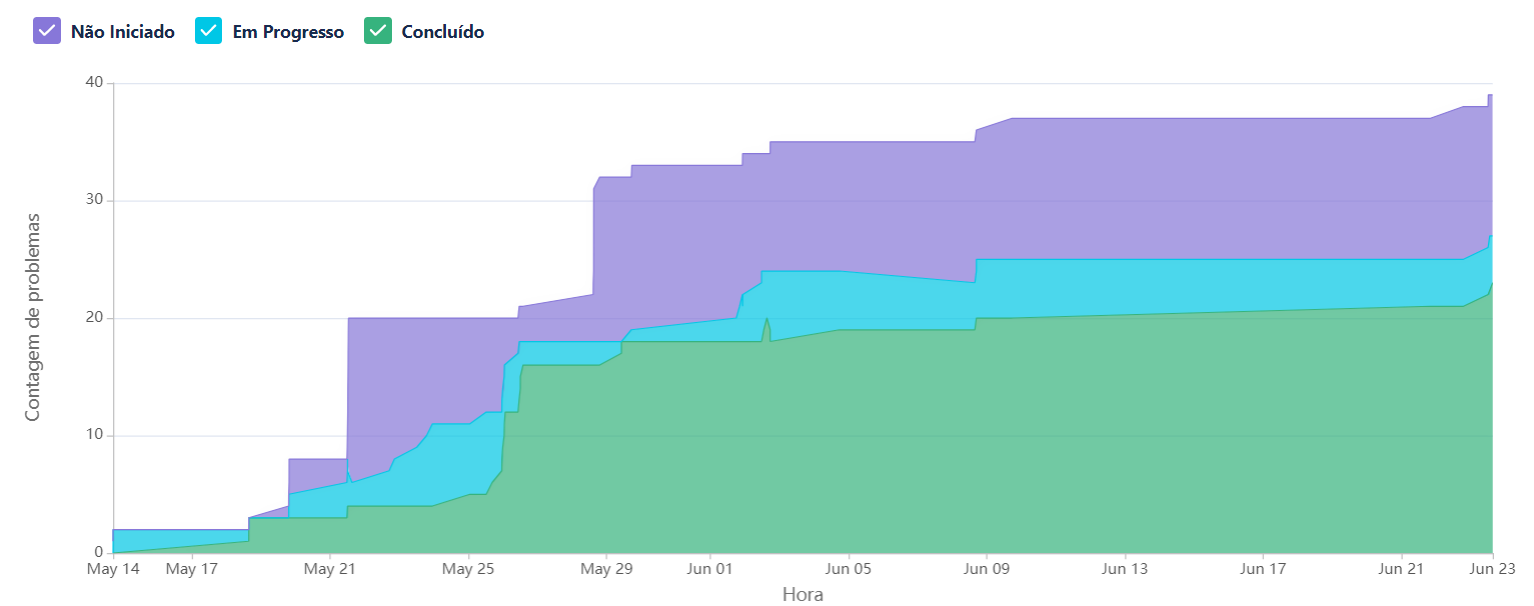 Não Iniciado Em Progresso Concluído
40
30
20
10
0
Contagem de problemas
May 14 May 17 May 21 May 25 May 29 Jun 01 Jun 05 Jun 09 Jun 13 Jun 17 Jun 21 Jun 23
Hora